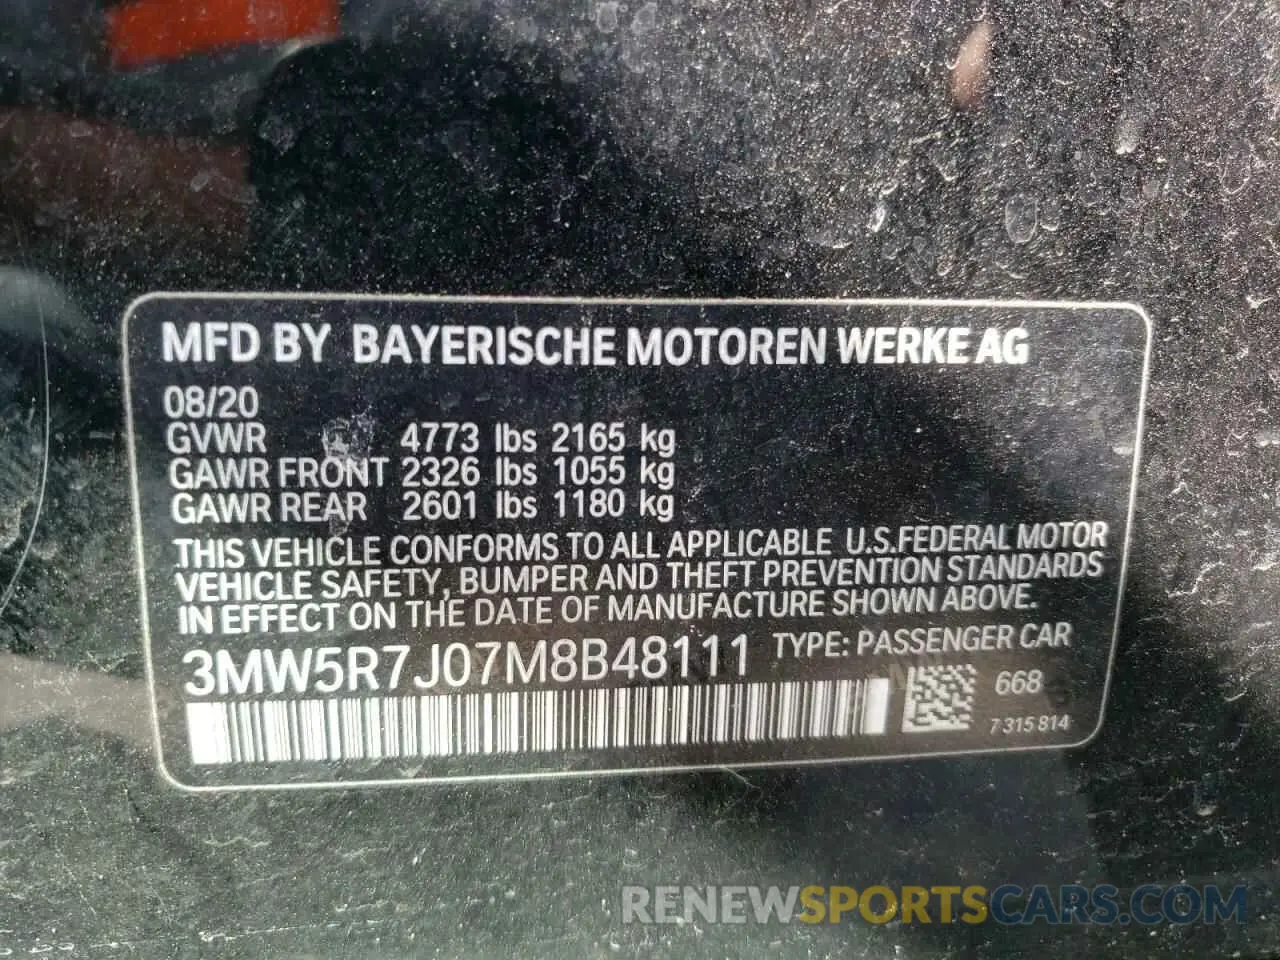 MFD BY BAYERISCHE MOTOREN WERKE AG
08/20
GVWR 4773 lbs 2165 kg
GAWR FRONT 2326 lbs 1055 kg
GAWR REAR 2601 lbs 1180 kg
THIS VEHICLE CONFORMS TO ALL APPLICABLE U.S.FEDERAL MOTOR
VEHICLE SAFETY, BUMPER AND THEFT PREVENTION STANDARDS
IN EFFECT ON THE DATE OF MANUFACTURE SHOWN ABOVE.
3MW5R7J07M8B48111 TYPE: PASSENGER CAR
668
7 315 814
RENEWSPORTSCARS.COM